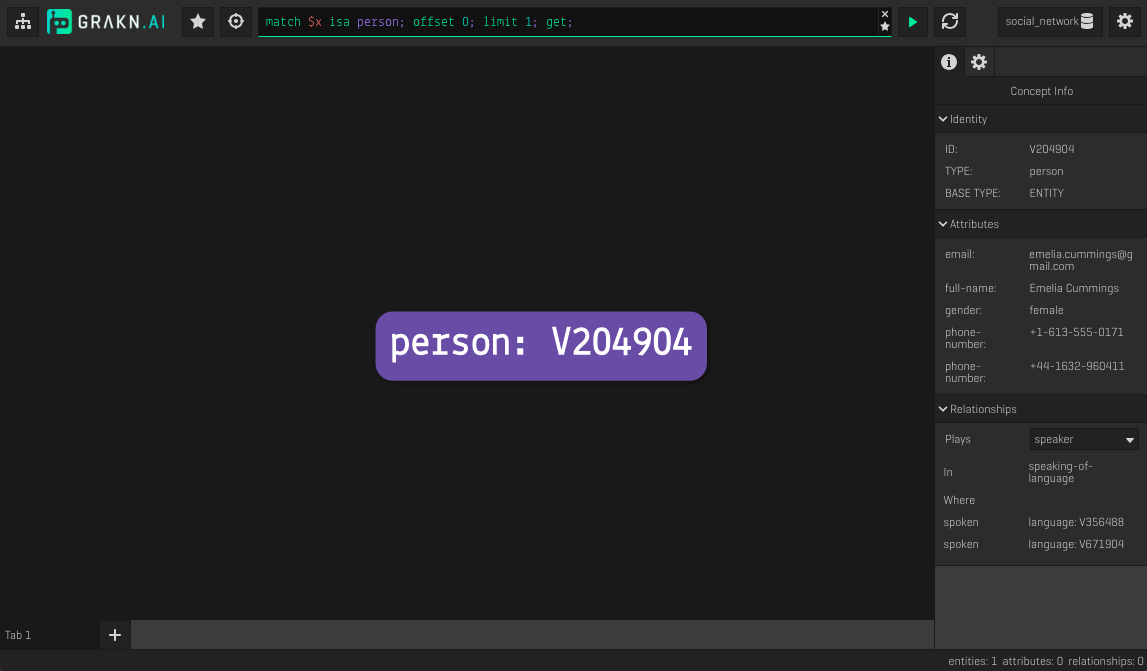 GRAKN.AI
match $x isa person; offset 0; limit 1; get;
social_network
Concept Info
Identity
ID: V204904
TYPE: person
BASE TYPE: ENTITY
Attributes
email: emelia.cummings@g
mail.com
full-name: Emelia Cummings
gender: female
phone- +1-613-555-0171
number:
phone- +44-1632-960411
number:
Relationships
Plays speaker
In speaking-of-
language
Where
spoken language: V356488
spoken language: V671904
person: V204904
Tab 1
entities: 1 attributes: 0 relationships: 0